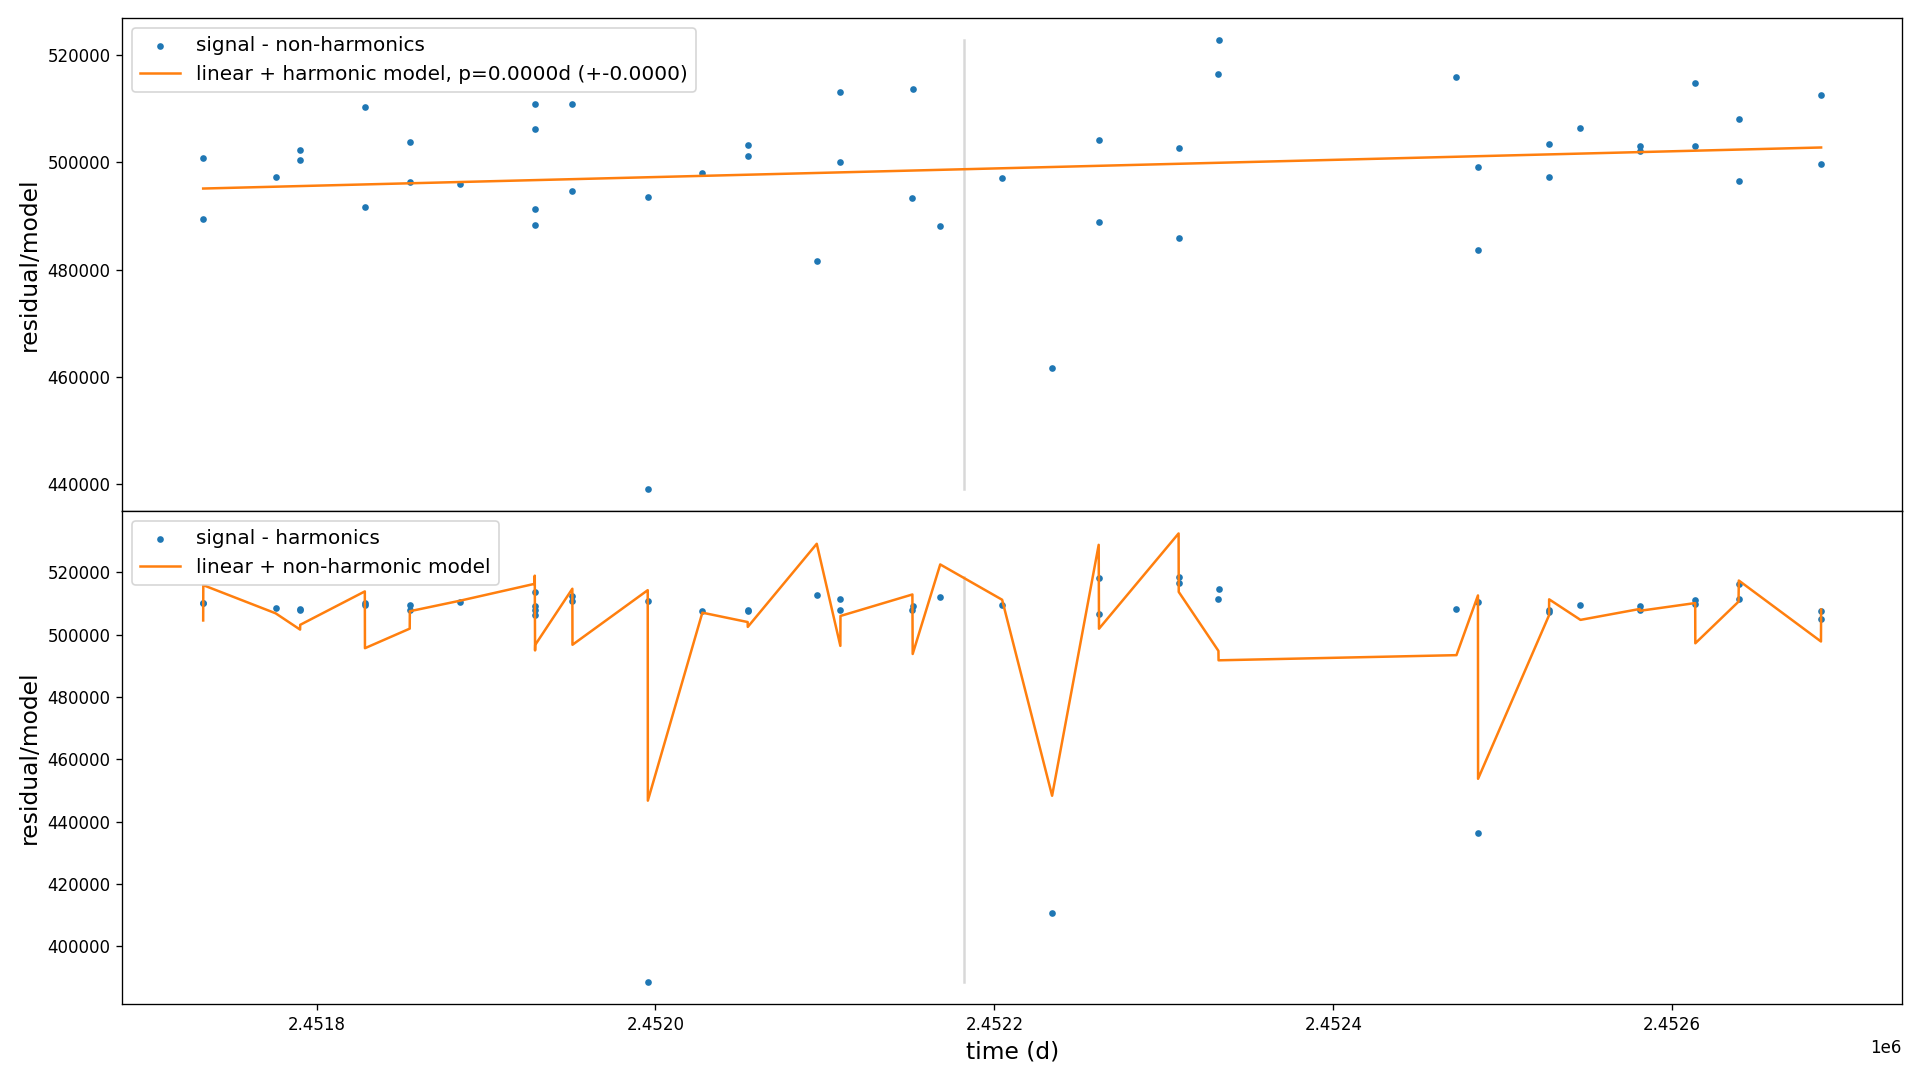 signal - non-harmonics
linear + harmonic model, p=0.0000d (+-0.0000)
520000
500000
480000
460000
440000
residual/model
signal - harmonics
linear + non-harmonic model
520000
500000
480000
460000
440000
420000
400000
residual/model
2.4518
2.4520
2.4522
2.4524
2.4526
1e6
time (d)